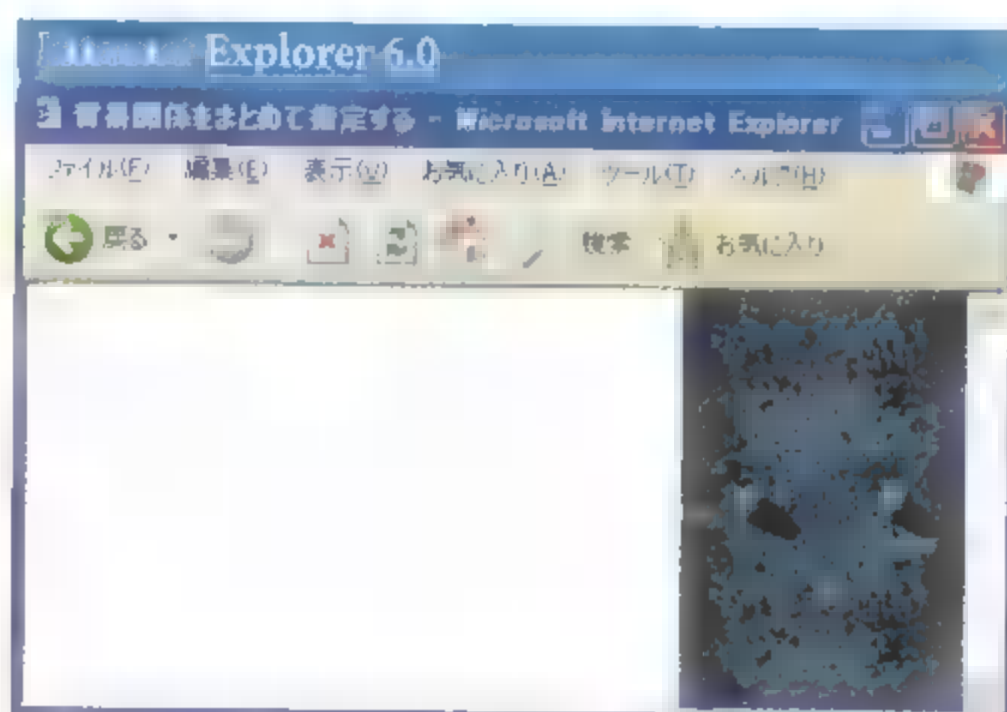 Explorer 6.0
背景関係をまとめて指定する - Microsoft Internet Explorer
ファイル(F) 編集(E) 表示(V) お気に入り(A) ツール(T) ヘルプ(H)
戻る 検索 お気に入り